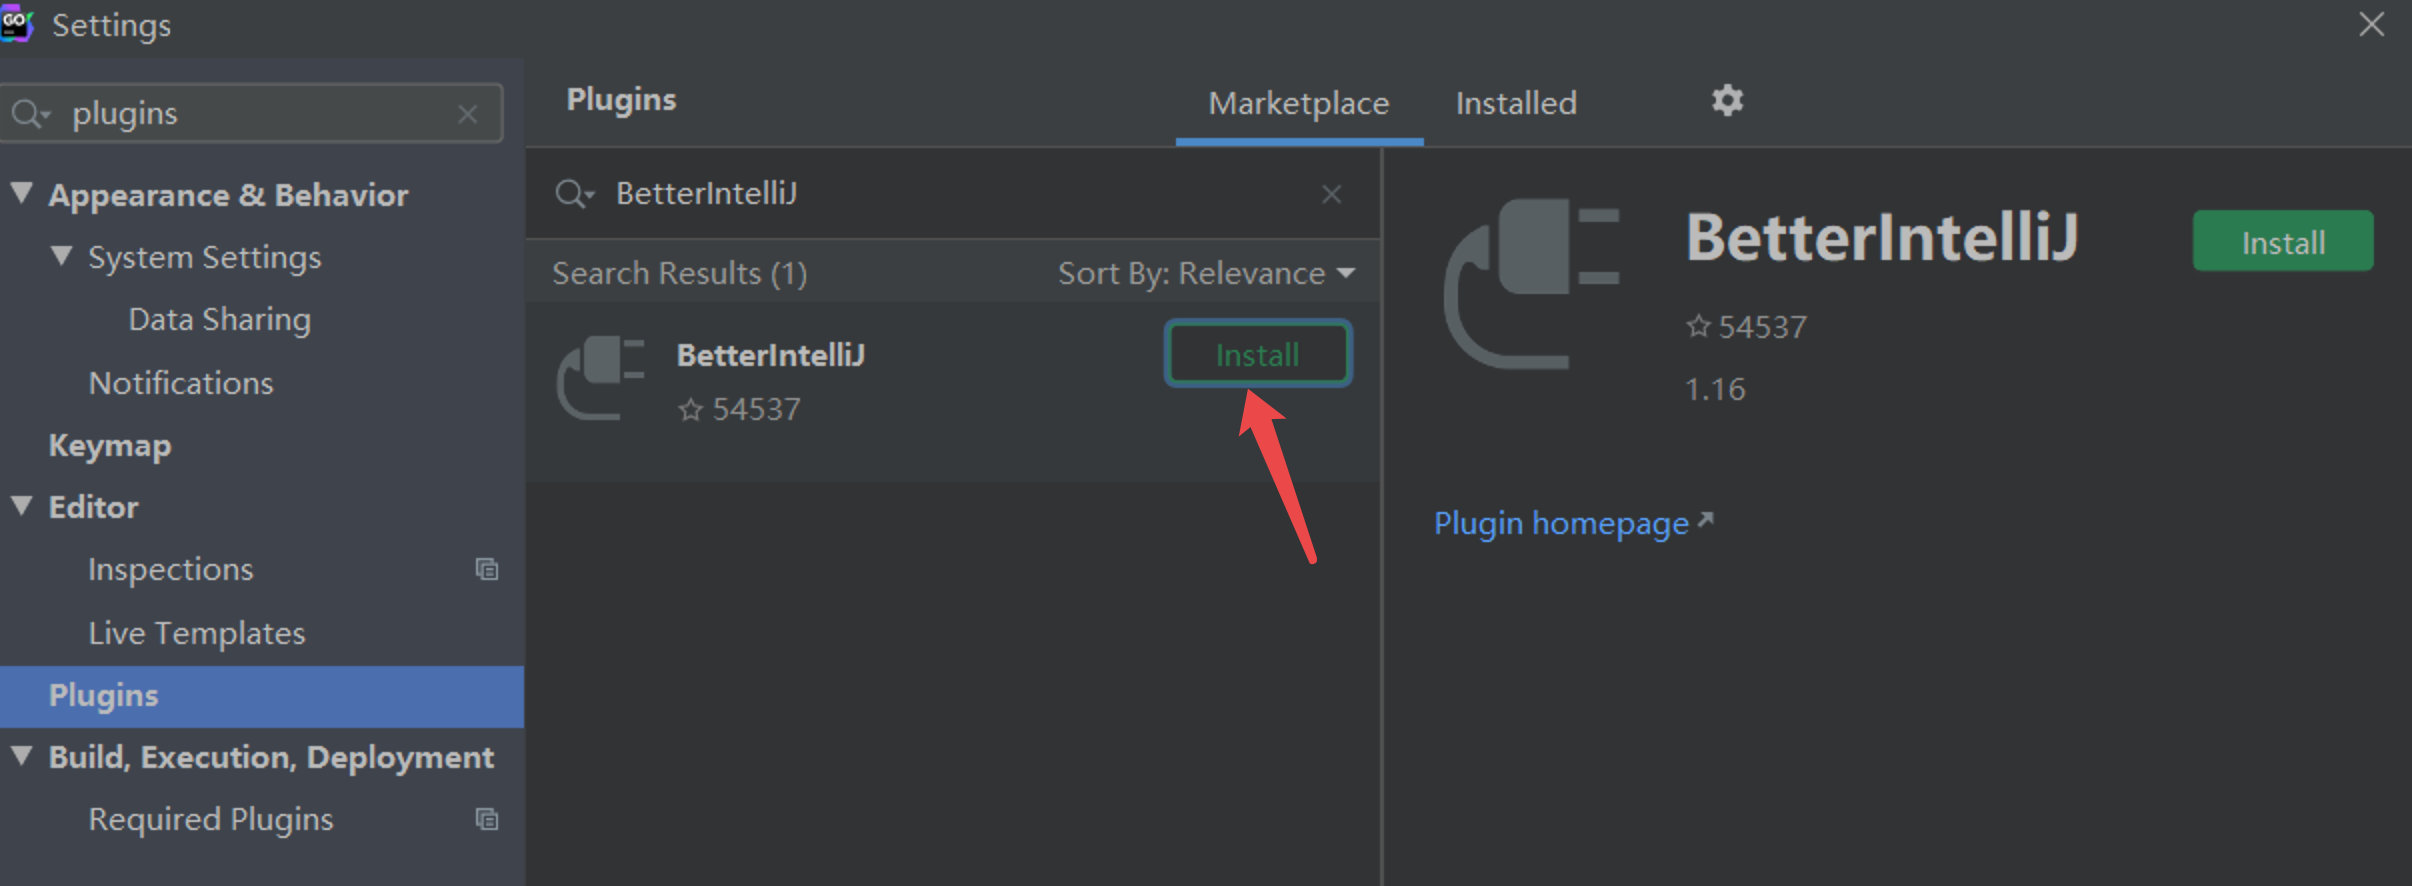 GO
Settings
plugins
Appearance & Behavior
System Settings
Data Sharing
Notifications
Keymap
Editor
Inspections
Live Templates
Plugins
Build, Execution, Deployment
Required Plugins
Plugins
Marketplace
Installed
BetterIntelliJ
Search Results (1)
Sort By: Relevance
BetterIntelliJ
Install
54537
BetterIntelliJ
Install
54537
1.16
Plugin homepage